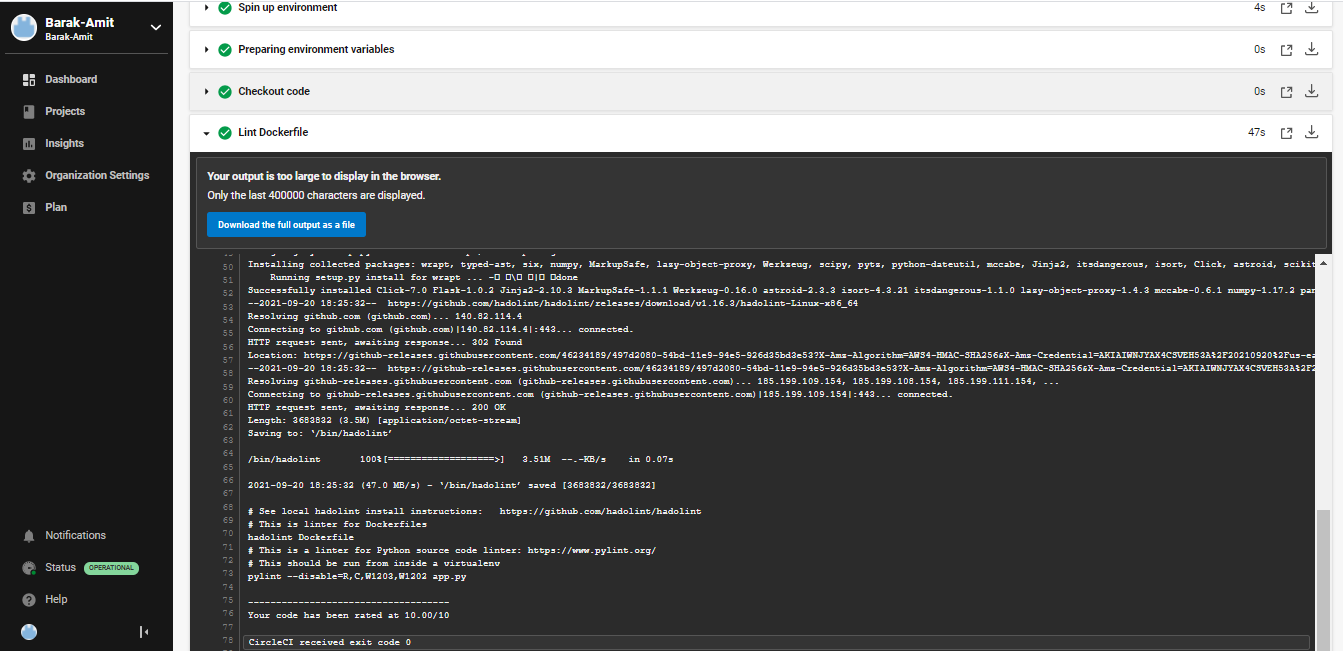 Barak-Amit
Barak-Amit
Dashboard
Projects
Insights
Organization Settings
Plan
Notifications
Status OPERATIONAL
Help
Spin up environment 4s
Preparing environment variables 0s
Checkout code 0s
Lint Dockerfile 47s
Your output is too large to display in the browser.
Only the last 400000 characters are displayed.
Download the full output as a file
50 Installing collected packages: wrapt, typed-ast, six, numpy, MarkupSafe, lazy-object-proxy, Werkzeug, scipy, pytz, python-dateutil, mccabe, Jinja2, itsdangerous, isort, Click, astroid, scikit
51 Running setup.py install for wrapt ... -▯ ▯\▯ ▯|▯ ▯done
52 Successfully installed Click-7.0 Flask-1.0.2 Jinja2-2.10.3 MarkupSafe-1.1.1 Werkzeug-0.16.0 astroid-2.3.3 isort-4.3.21 itsdangerous-1.1.0 lazy-object-proxy-1.4.3 mccabe-0.6.1 numpy-1.17.2 pan
53 --2021-09-20 18:25:32-- https://github.com/hadolint/hadolint/releases/download/v1.16.3/hadolint-Linux-x86_64
54 Resolving github.com (github.com)... 140.82.114.4
55 Connecting to github.com (github.com)|140.82.114.4|:443... connected.
56 HTTP request sent, awaiting response... 302 Found
57 Location: https://github-releases.githubusercontent.com/46234189/497d2080-54bd-11e9-94e5-926d35bd3e53?X-Amz-Algorithm=AWS4-HMAC-SHA256&X-Amz-Credential=AKIAIWNJYAX4CSVEH53A%2F20210920%2Fus-ea
58 --2021-09-20 18:25:32-- https://github-releases.githubusercontent.com/46234189/497d2080-54bd-11e9-94e5-926d35bd3e53?X-Amz-Algorithm=AWS4-HMAC-SHA256&X-Amz-Credential=AKIAIWNJYAX4CSVEH53A%2F2
59 Resolving github-releases.githubusercontent.com (github-releases.githubusercontent.com)... 185.199.109.154, 185.199.108.154, 185.199.111.154, ...
60 Connecting to github-releases.githubusercontent.com (github-releases.githubusercontent.com)|185.199.109.154|:443... connected.
61 HTTP request sent, awaiting response... 200 OK
62 Length: 3683832 (3.5M) [application/octet-stream]
63 Saving to: ‘/bin/hadolint’
64
65 /bin/hadolint 100%[===================>] 3.51M --.-KB/s in 0.07s
66
67 2021-09-20 18:25:32 (47.0 MB/s) - ‘/bin/hadolint’ saved [3683832/3683832]
68
69 # See local hadolint install instructions: https://github.com/hadolint/hadolint
70 # This is linter for Dockerfiles
71 hadolint Dockerfile
72 # This is a linter for Python source code linter: https://www.pylint.org/
73 # This should be run from inside a virtualenv
74 pylint --disable=R,C,W1203,W1202 app.py
75
76 ------------------------------------
77 Your code has been rated at 10.00/10
78
CircleCI received exit code 0